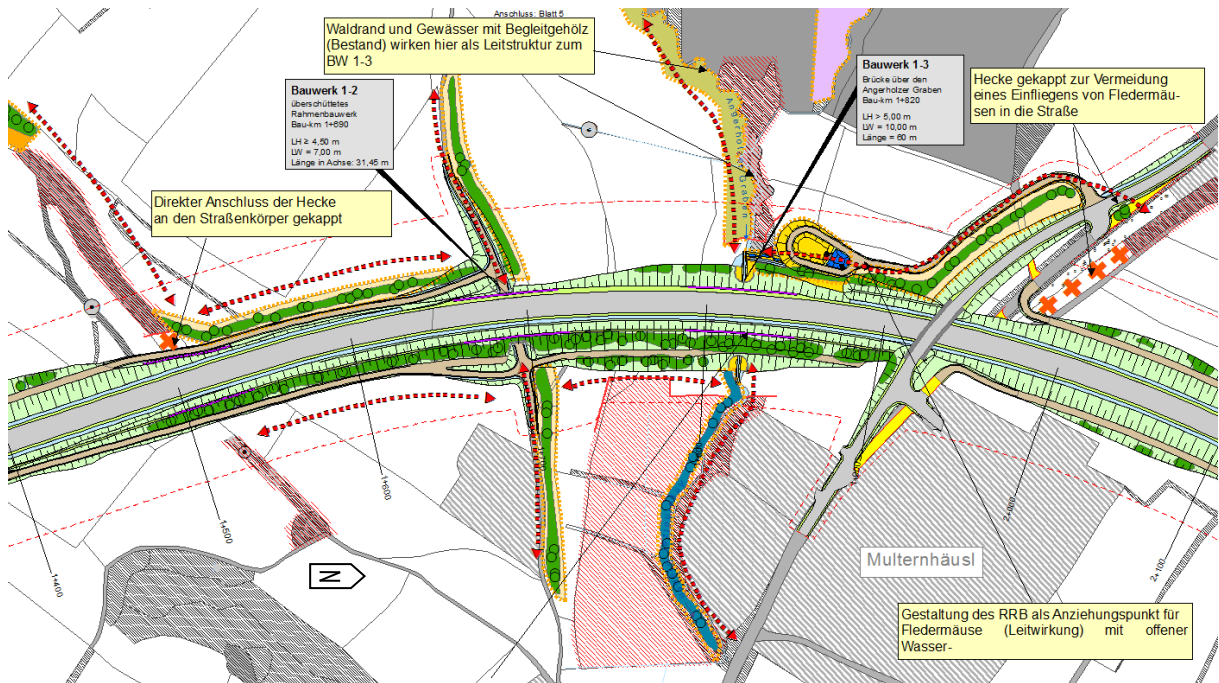 Anschluss: Blatt 5
Waldrand und Gewässer mit Begleitgehölz
(Bestand) wirken hier als Leitstruktur zum
BW 1-3
Bauwerk 1-2
überschüttetes
Rahmenbauwerk
Bau-km 1+690
LH ≥ 4,50 m
LW = 7,00 m
Länge in Achse: 31,45 m
Bauwerk 1-3
Brücke über den
Angerholzer Graben
Bau-km 1+820
LH > 5,00 m
LW = 10,00 m
Länge = 60 m
Hecke gekappt zur Vermeidung
eines Einfliegens von Fledermäu-
sen in die Straße
Direkter Anschluss der Hecke
an den Straßenkörper gekappt
Angerholzer Graben
1+400
1+500
1+600
2+000
2+100
N
Multernhäusl
Gestaltung des RRB als Anziehungspunkt für
Fledermäuse (Leitwirkung) mit offener
Wasser-